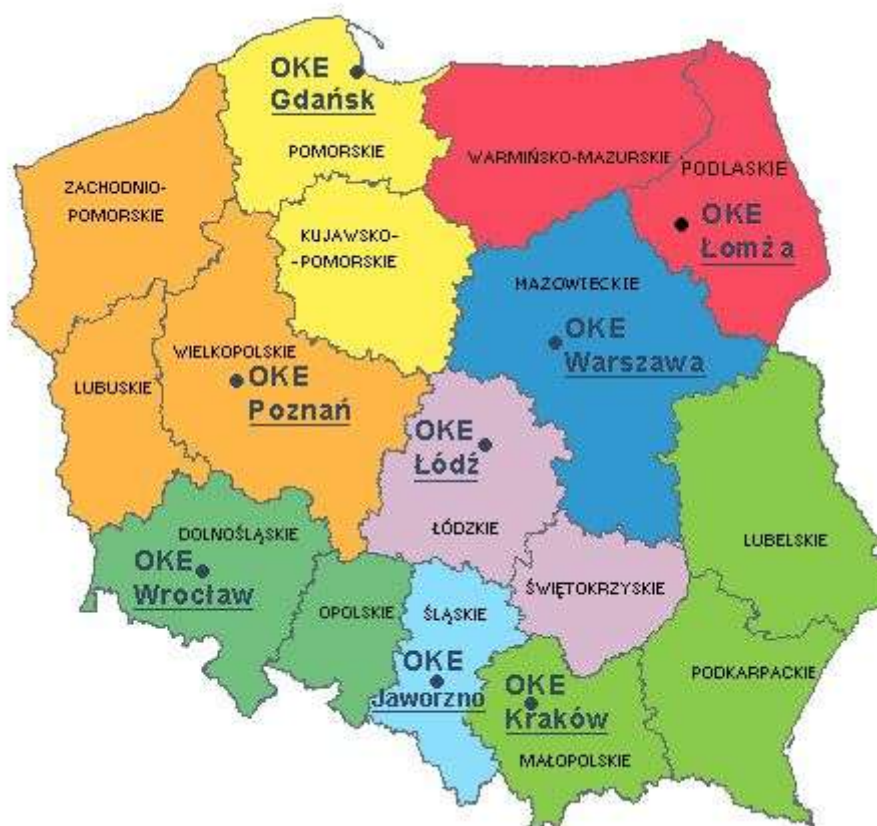 OKE
Gdańsk
POMORSKIE
WARMIŃSKO-MAZURSKIE
PODLASKIE
ZACHODNIO-
POMORSKIE
OKE
Łomża
KUJAWSKO-
-POMORSKIE
MAZOWIECKIE
OKE
Warszawa
WIELKOPOLSKIE
LUBUSKIE
OKE
Poznań
OKE
Łódź
ŁÓDZKIE
DOLNOŚLĄSKIE
LUBELSKIE
OKE
Wrocław
OPOLSKIE
ŚLĄSKIE
ŚWIĘTOKRZYSKIE
OKE
Jaworzno
OKE
Kraków
PODKARPACKIE
MAŁOPOLSKIE